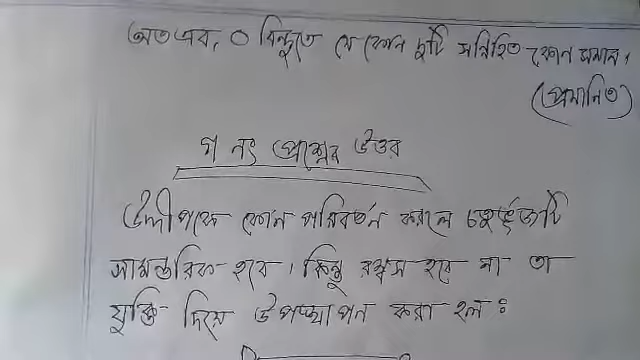 অতএব, O বিন্দুতে যে কোন দুটি সন্নিহিত কোন সমান।
(প্রমানিত)
গ নং প্রশ্নের উত্তর
উদ্দীপকে কোন পরিবর্তন করলে চতুর্ভুজটি
সামন্তরিক হবে। কিন্তু রম্বস হবে না তা
যুক্তি দিয়ে উপস্থাপন করা হল :